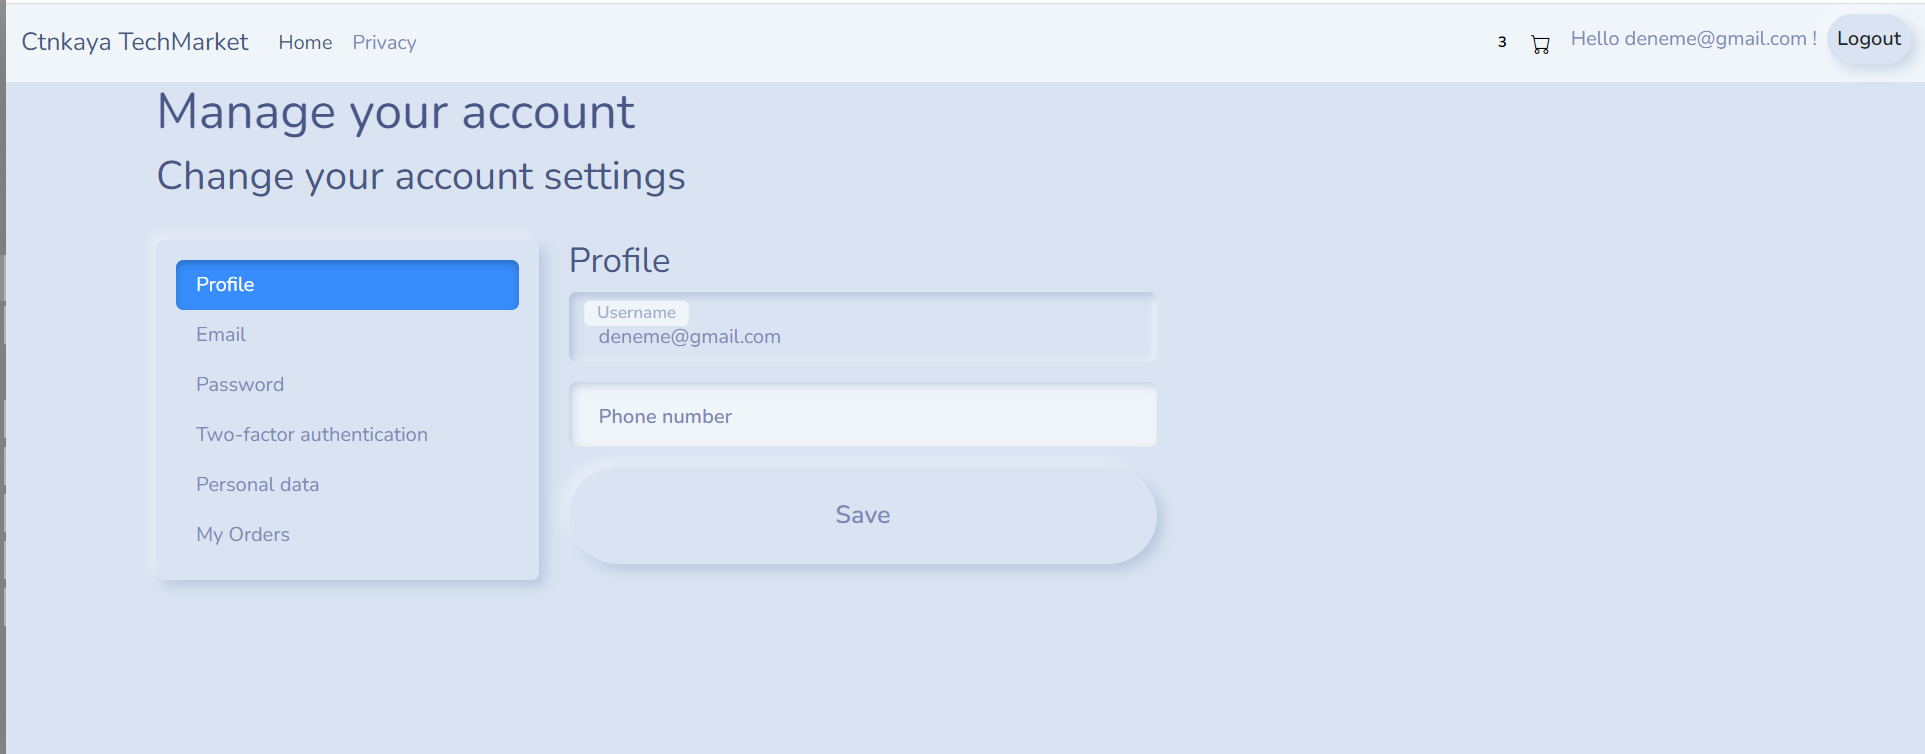 Ctnkaya TechMarket Home Privacy 3 Hello deneme@gmail.com ! Logout
Manage your account
Change your account settings
Profile
Email
Password
Two-factor authentication
Personal data
My Orders
Profile
Username
deneme@gmail.com
Phone number
Save